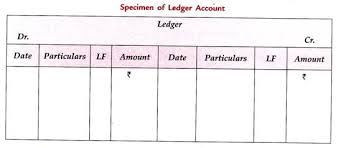 Specimen of Ledger Account
Ledger
Dr. Cr.
Date Particulars LF Amount Date Particulars LF Amount
₹ ₹